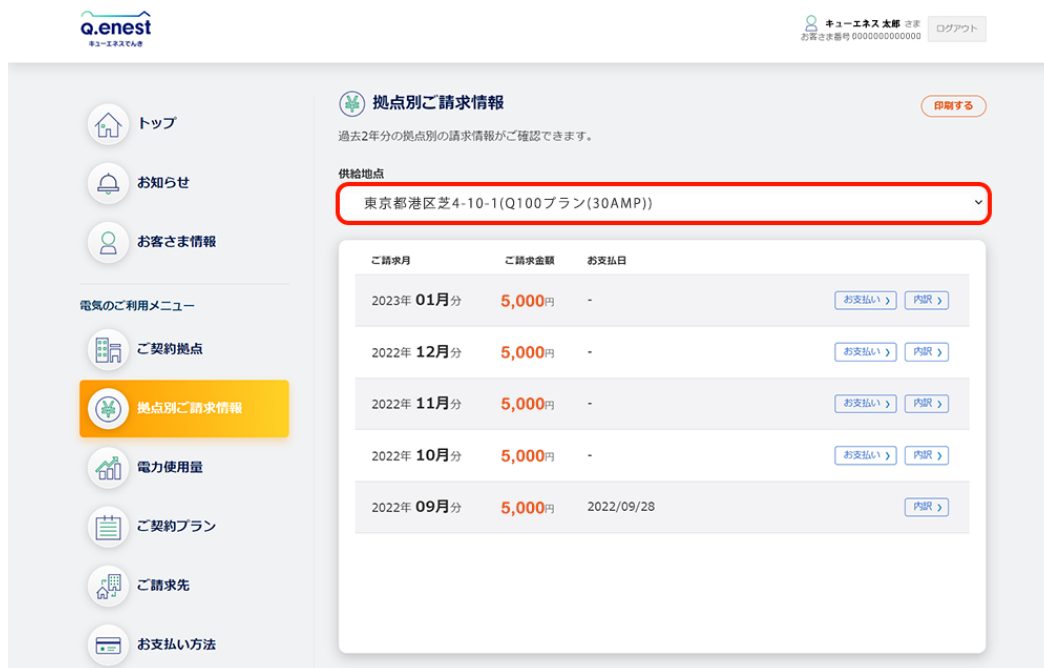 Q.enest
キューエネスでんき
キューエネス 太郎 さま
お客さま番号 0000000000000
ログアウト
トップ
お知らせ
お客さま情報
電気のご利用メニュー
ご契約拠点
拠点別ご請求情報
電力使用量
ご契約プラン
ご請求先
お支払い方法
拠点別ご請求情報
印刷する
過去2年分の拠点別の請求情報がご確認できます。
供給地点
東京都港区芝4-10-1(Q100プラン(30AMP))
ご請求月 ご請求金額 お支払日
2023年 01月分 5,000円 - お支払い 内訳
2022年 12月分 5,000円 - お支払い 内訳
2022年 11月分 5,000円 - お支払い 内訳
2022年 10月分 5,000円 - お支払い 内訳
2022年 09月分 5,000円 2022/09/28 内訳